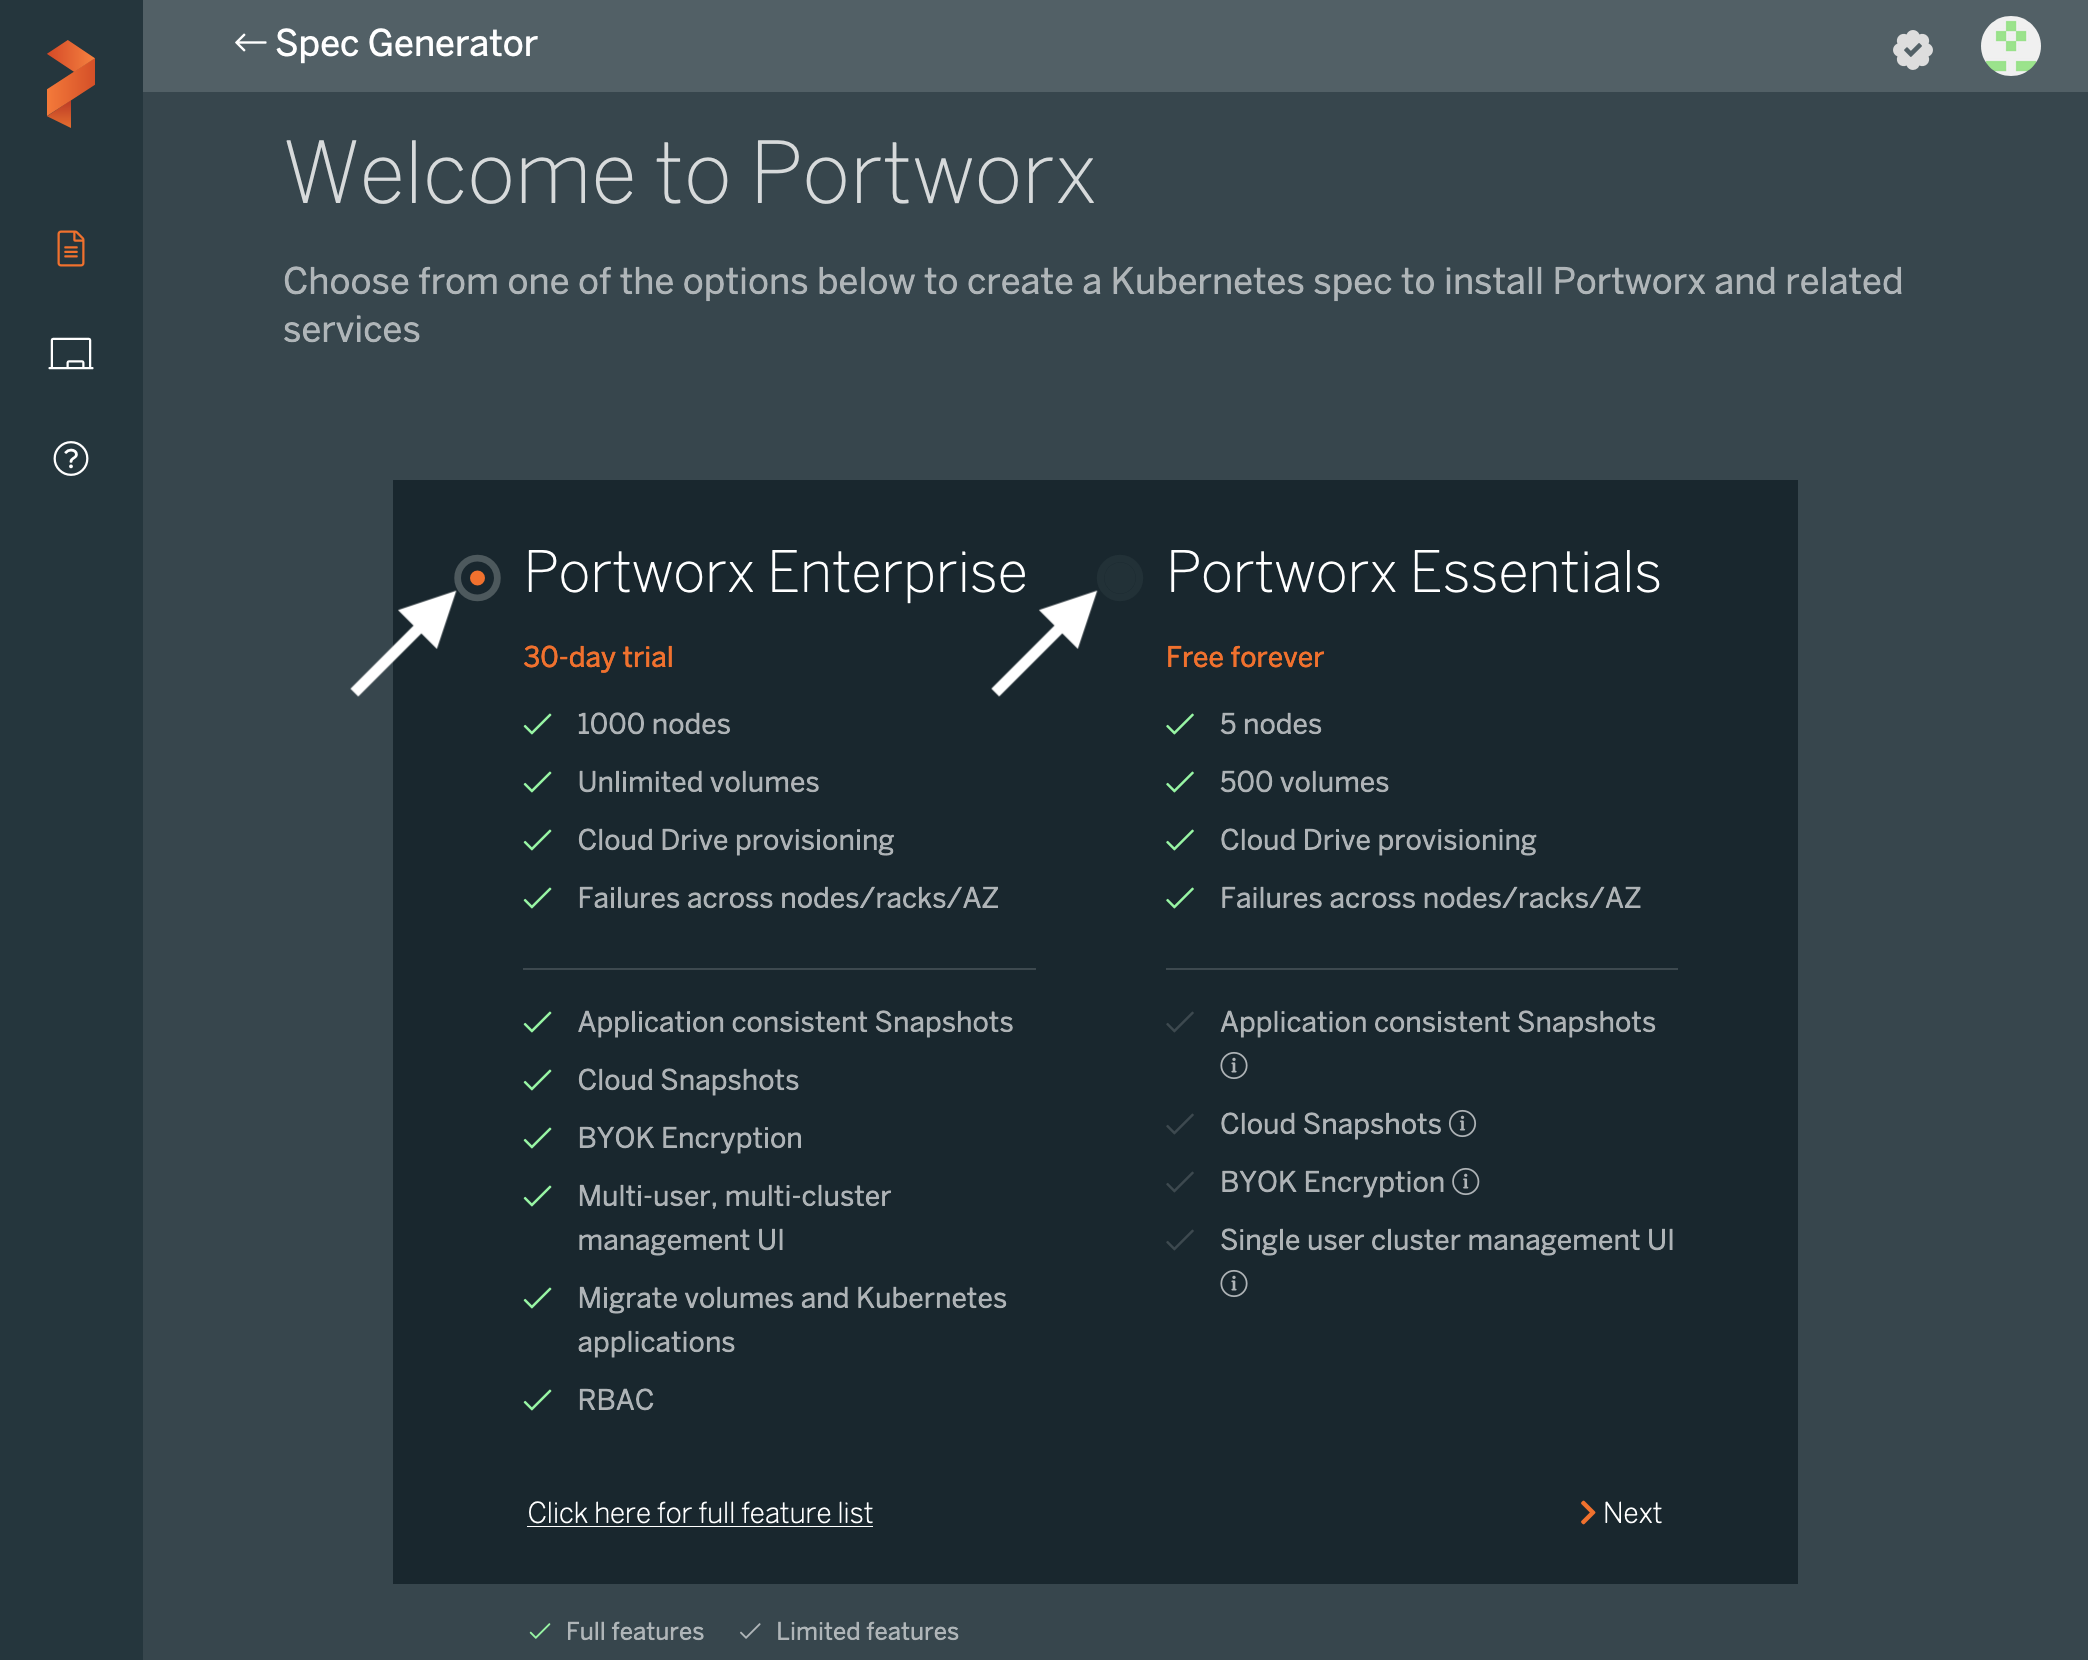 Spec Generator
Welcome to Portworx
Choose from one of the options below to create a Kubernetes spec to install Portworx and related
services
Portworx Enterprise
30-day trial
1000 nodes
Unlimited volumes
Cloud Drive provisioning
Failures across nodes/racks/AZ
Application consistent Snapshots
Cloud Snapshots
BYOK Encryption
Multi-user, multi-cluster
management UI
Migrate volumes and Kubernetes
applications
RBAC
Portworx Essentials
Free forever
5 nodes
500 volumes
Cloud Drive provisioning
Failures across nodes/racks/AZ
Application consistent Snapshots
Cloud Snapshots
BYOK Encryption
Single user cluster management UI
Click here for full feature list
Next
Full features
Limited features